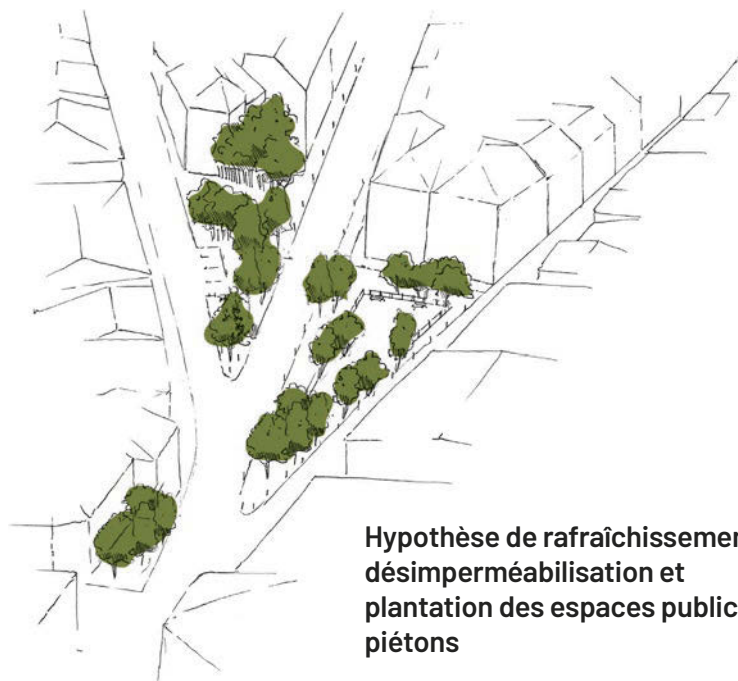 Hypothèse de rafraîchissemen
désimperméabilisation et
plantation des espaces public
piétons